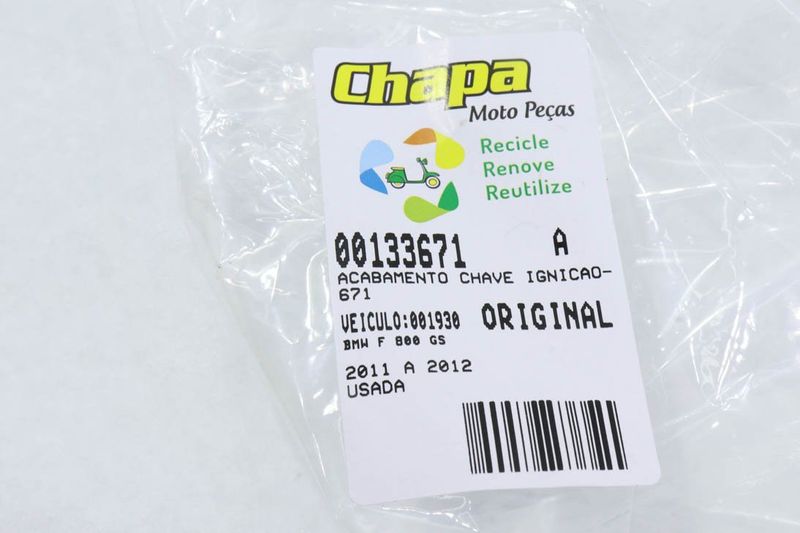 Chapa
Moto Peças
Recicle
Renove
Reutilize
00133671 A
ACABAMENTO CHAVE IGNICAO-
671
VEICULO:001930 ORIGINAL
BMW F 800 GS
2011 A 2012
USADA